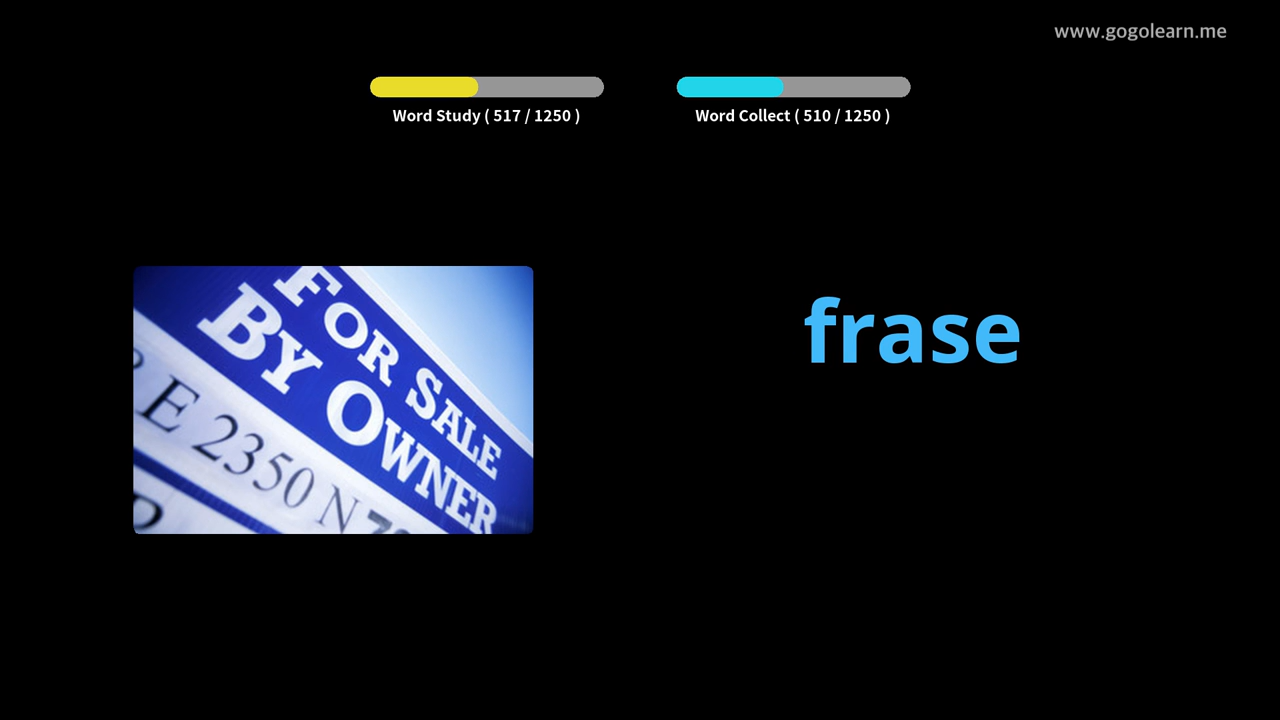 www.gogolearn.me
Word Study ( 517 / 1250 )
Word Collect ( 510 / 1250 )
FOR SALE
BY OWNER
E 2350 N
frase